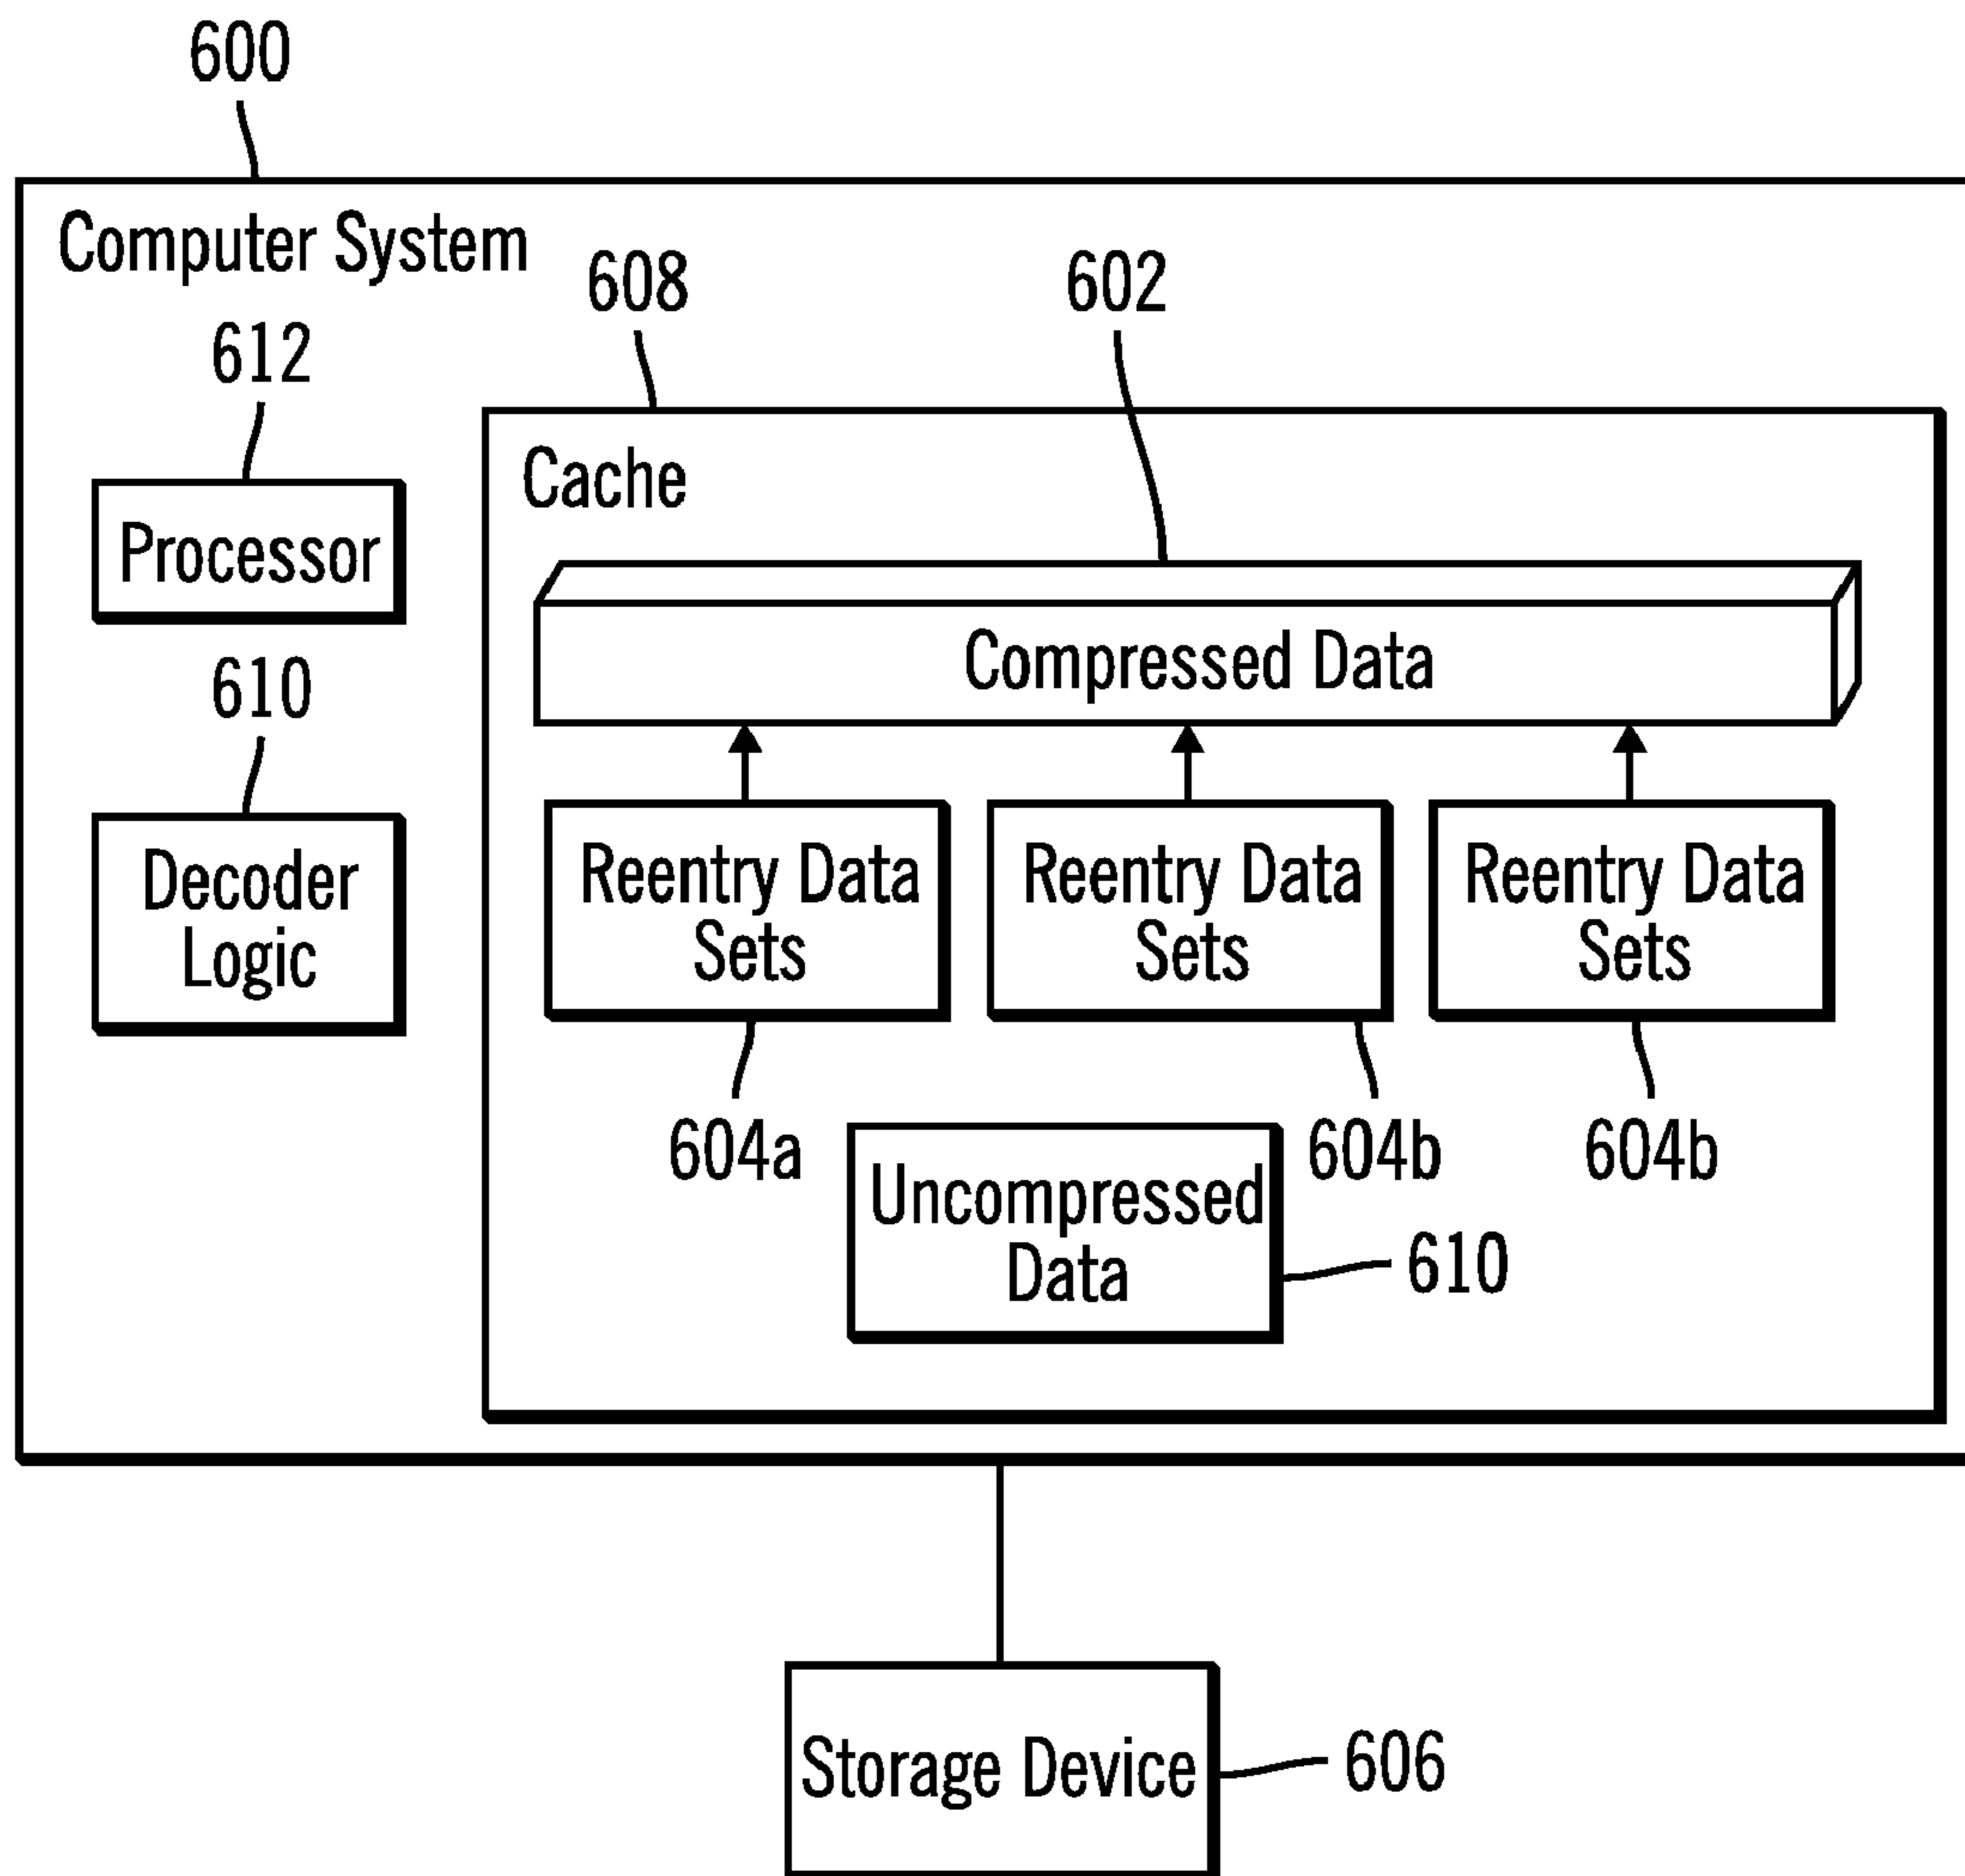 600
Computer System
608
602
612
Cache
Processor
Compressed Data
610
Decoder
Logic
Reentry Data
Sets
Reentry Data
Sets
Reentry Data
Sets
604a
604b
604b
Uncompressed
Data
610
Storage Device
606